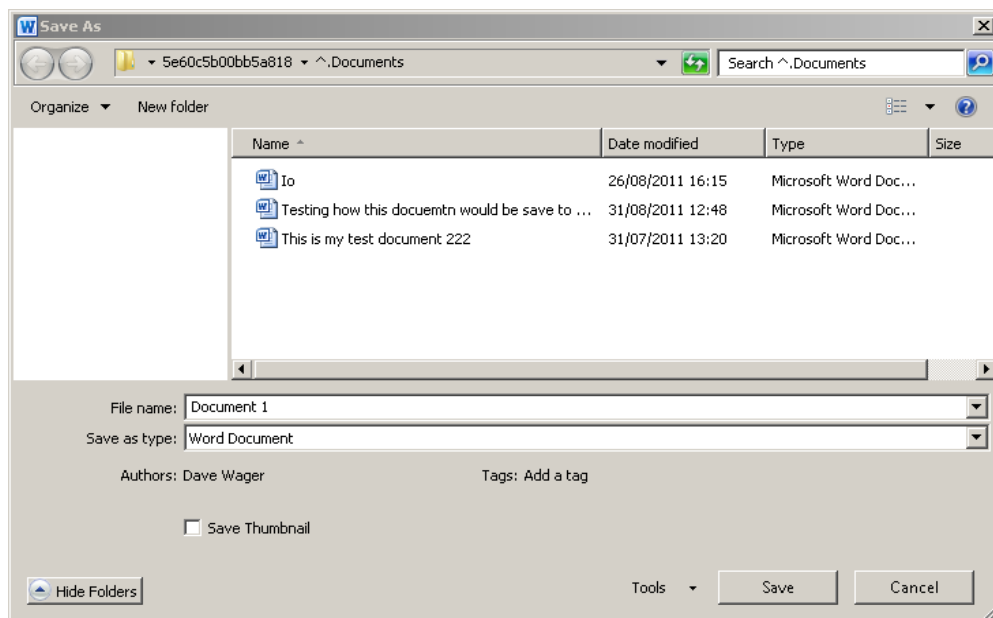 Save As
5e60c5b00bb5a818 ^.Documents Search ^.Documents
Organize New folder
Name Date modified Type Size
Io 26/08/2011 16:15 Microsoft Word Doc...
Testing how this docuemtn would be save to ... 31/08/2011 12:48 Microsoft Word Doc...
This is my test document 222 31/07/2011 13:20 Microsoft Word Doc...
File name: Document 1
Save as type: Word Document
Authors: Dave Wager Tags: Add a tag
Save Thumbnail
Hide Folders Tools Save Cancel